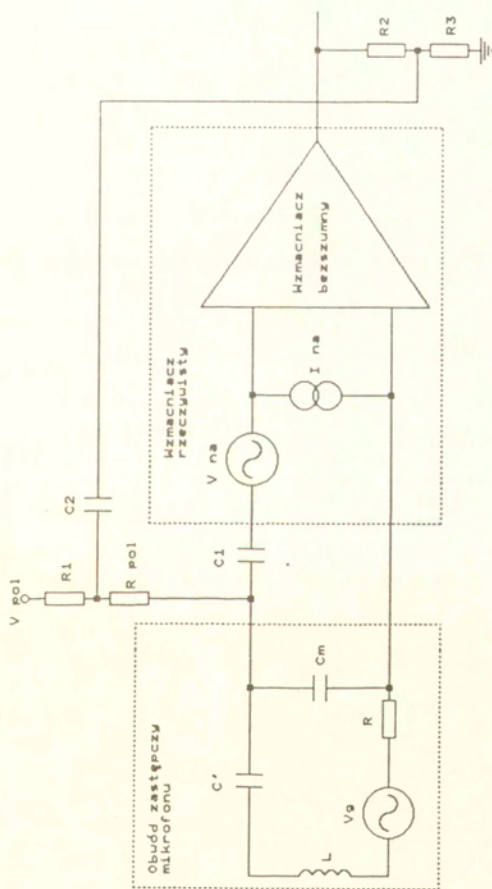 V pol
R1
R pol
C2
R2
R3
Wzmacniacz
rzeczywisty
Wzmacniacz
bezszumny
V na
I na
C1
Obwód zastępczy
mikrofonu
C'
Cm
L
Vg
R